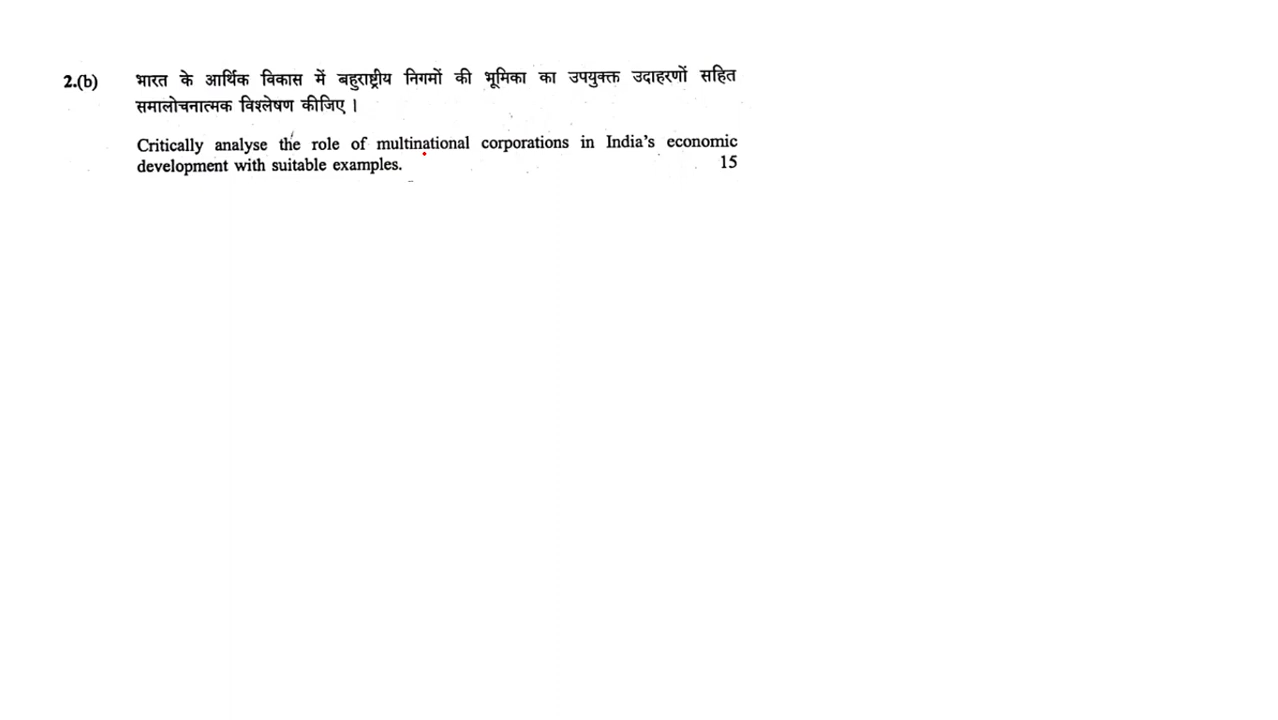 2.(b) भारत के आर्थिक विकास में बहुराष्ट्रीय निगमों की भूमिका का उपयुक्त उदाहरणों सहित
समालोचनात्मक विश्लेषण कीजिए ।
Critically analyse the role of multinational corporations in India's economic
development with suitable examples. 15